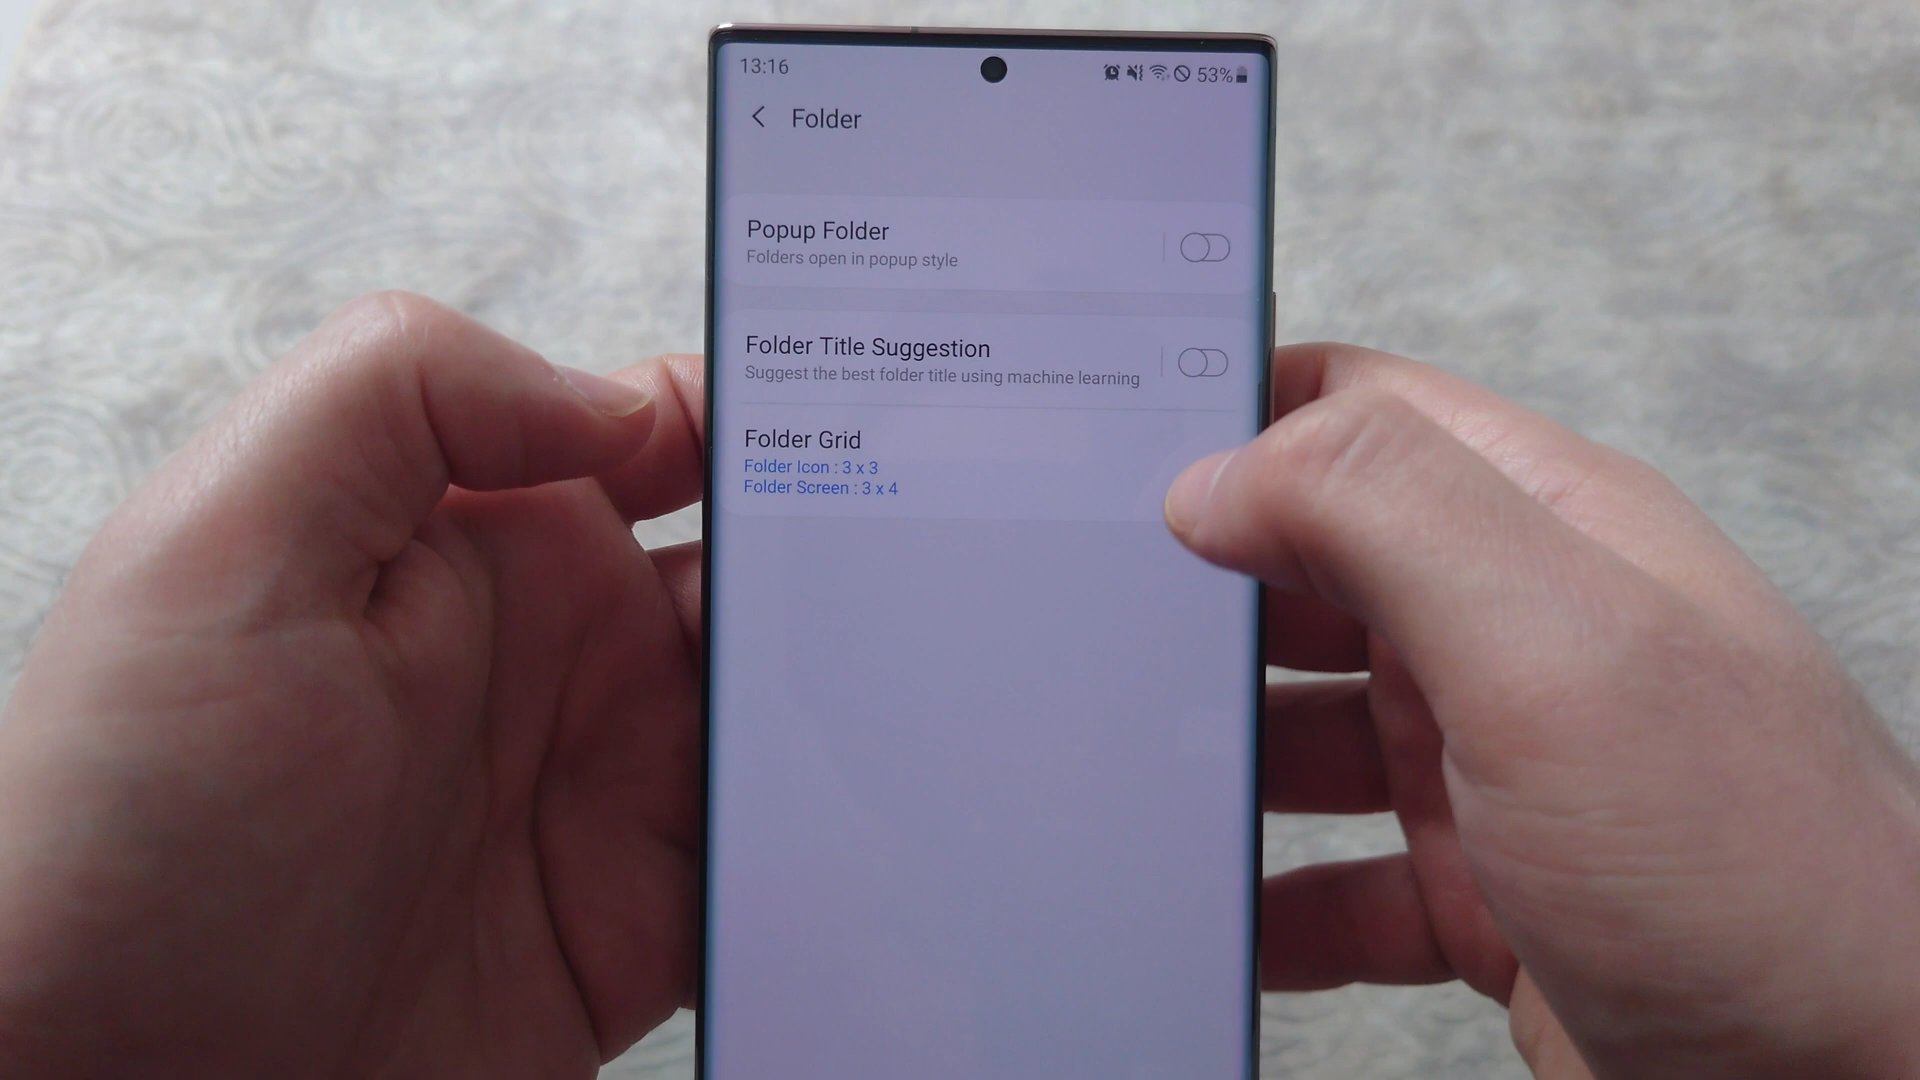 13:16
53%
Folder
Popup Folder
Folders open in popup style
Folder Title Suggestion
Suggest the best folder title using machine learning
Folder Grid
Folder Icon : 3 x 3
Folder Screen : 3 x 4